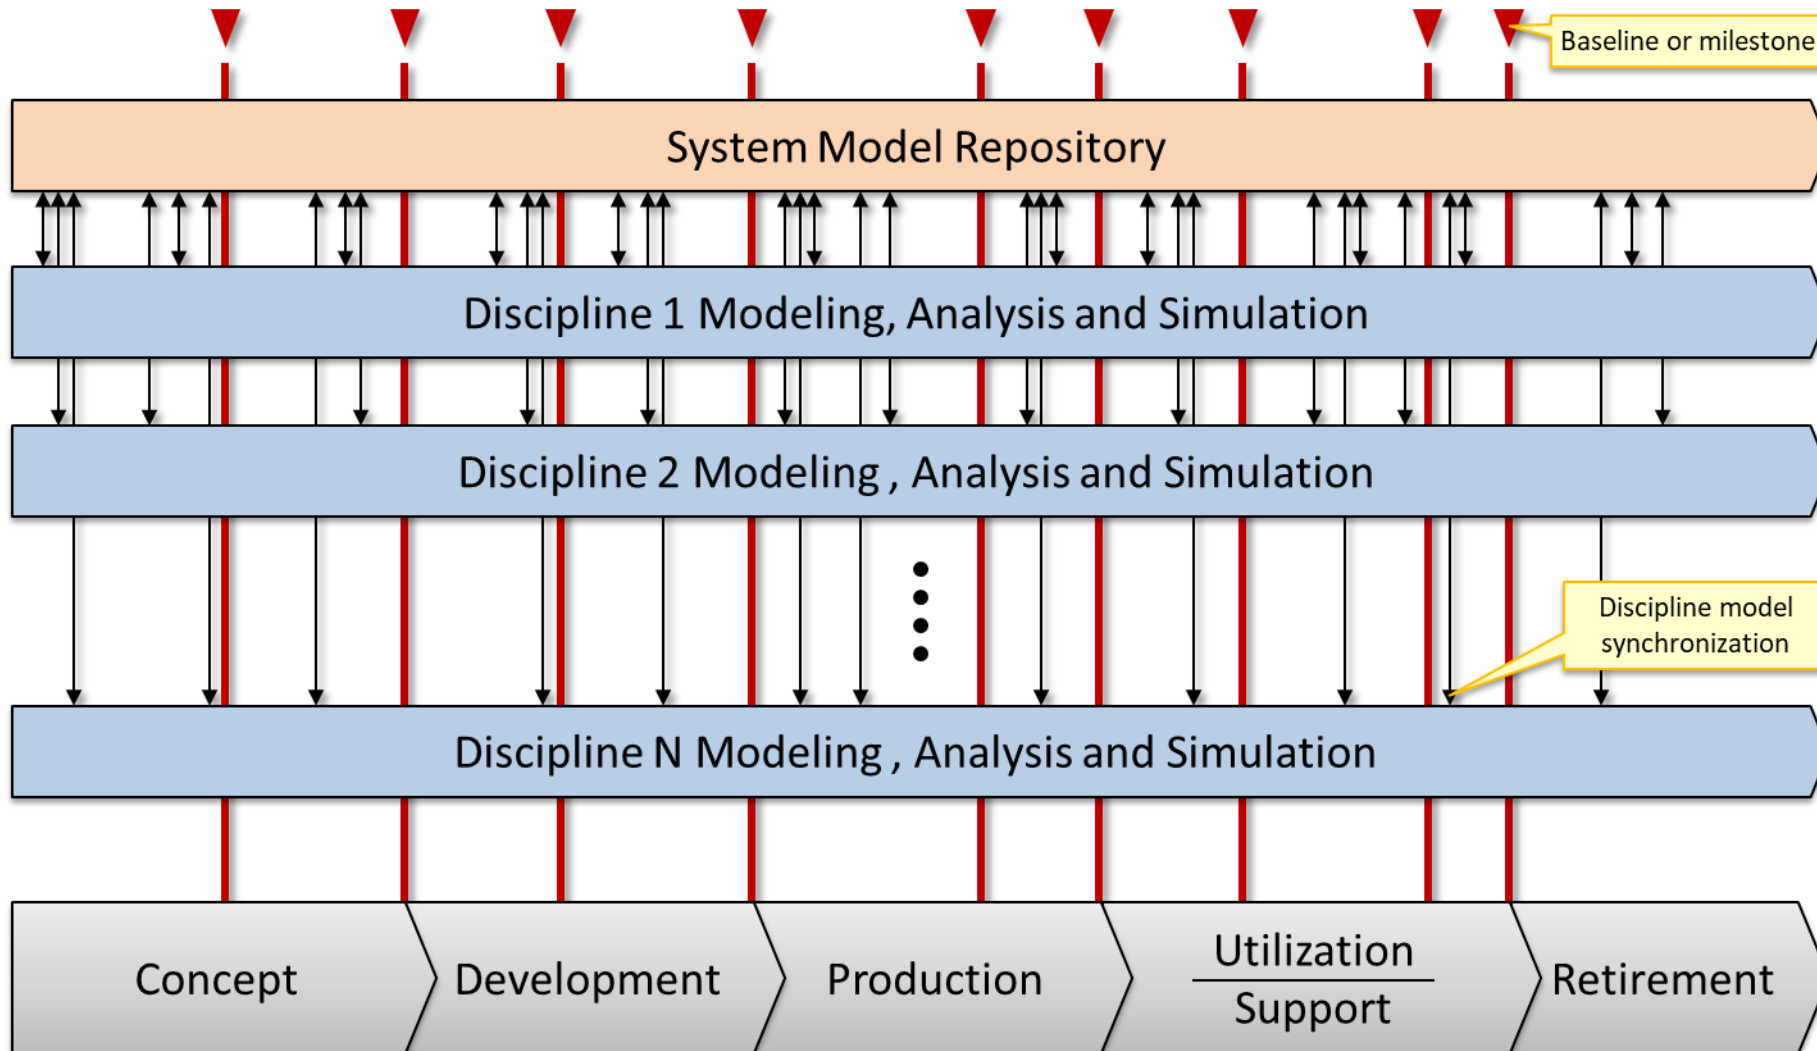 Baseline or milestone
System Model Repository
Discipline 1 Modeling, Analysis and Simulation
Discipline 2 Modeling , Analysis and Simulation
Discipline model
synchronization
Discipline N Modeling , Analysis and Simulation
Concept
Development
Production
Utilization
Support
Retirement